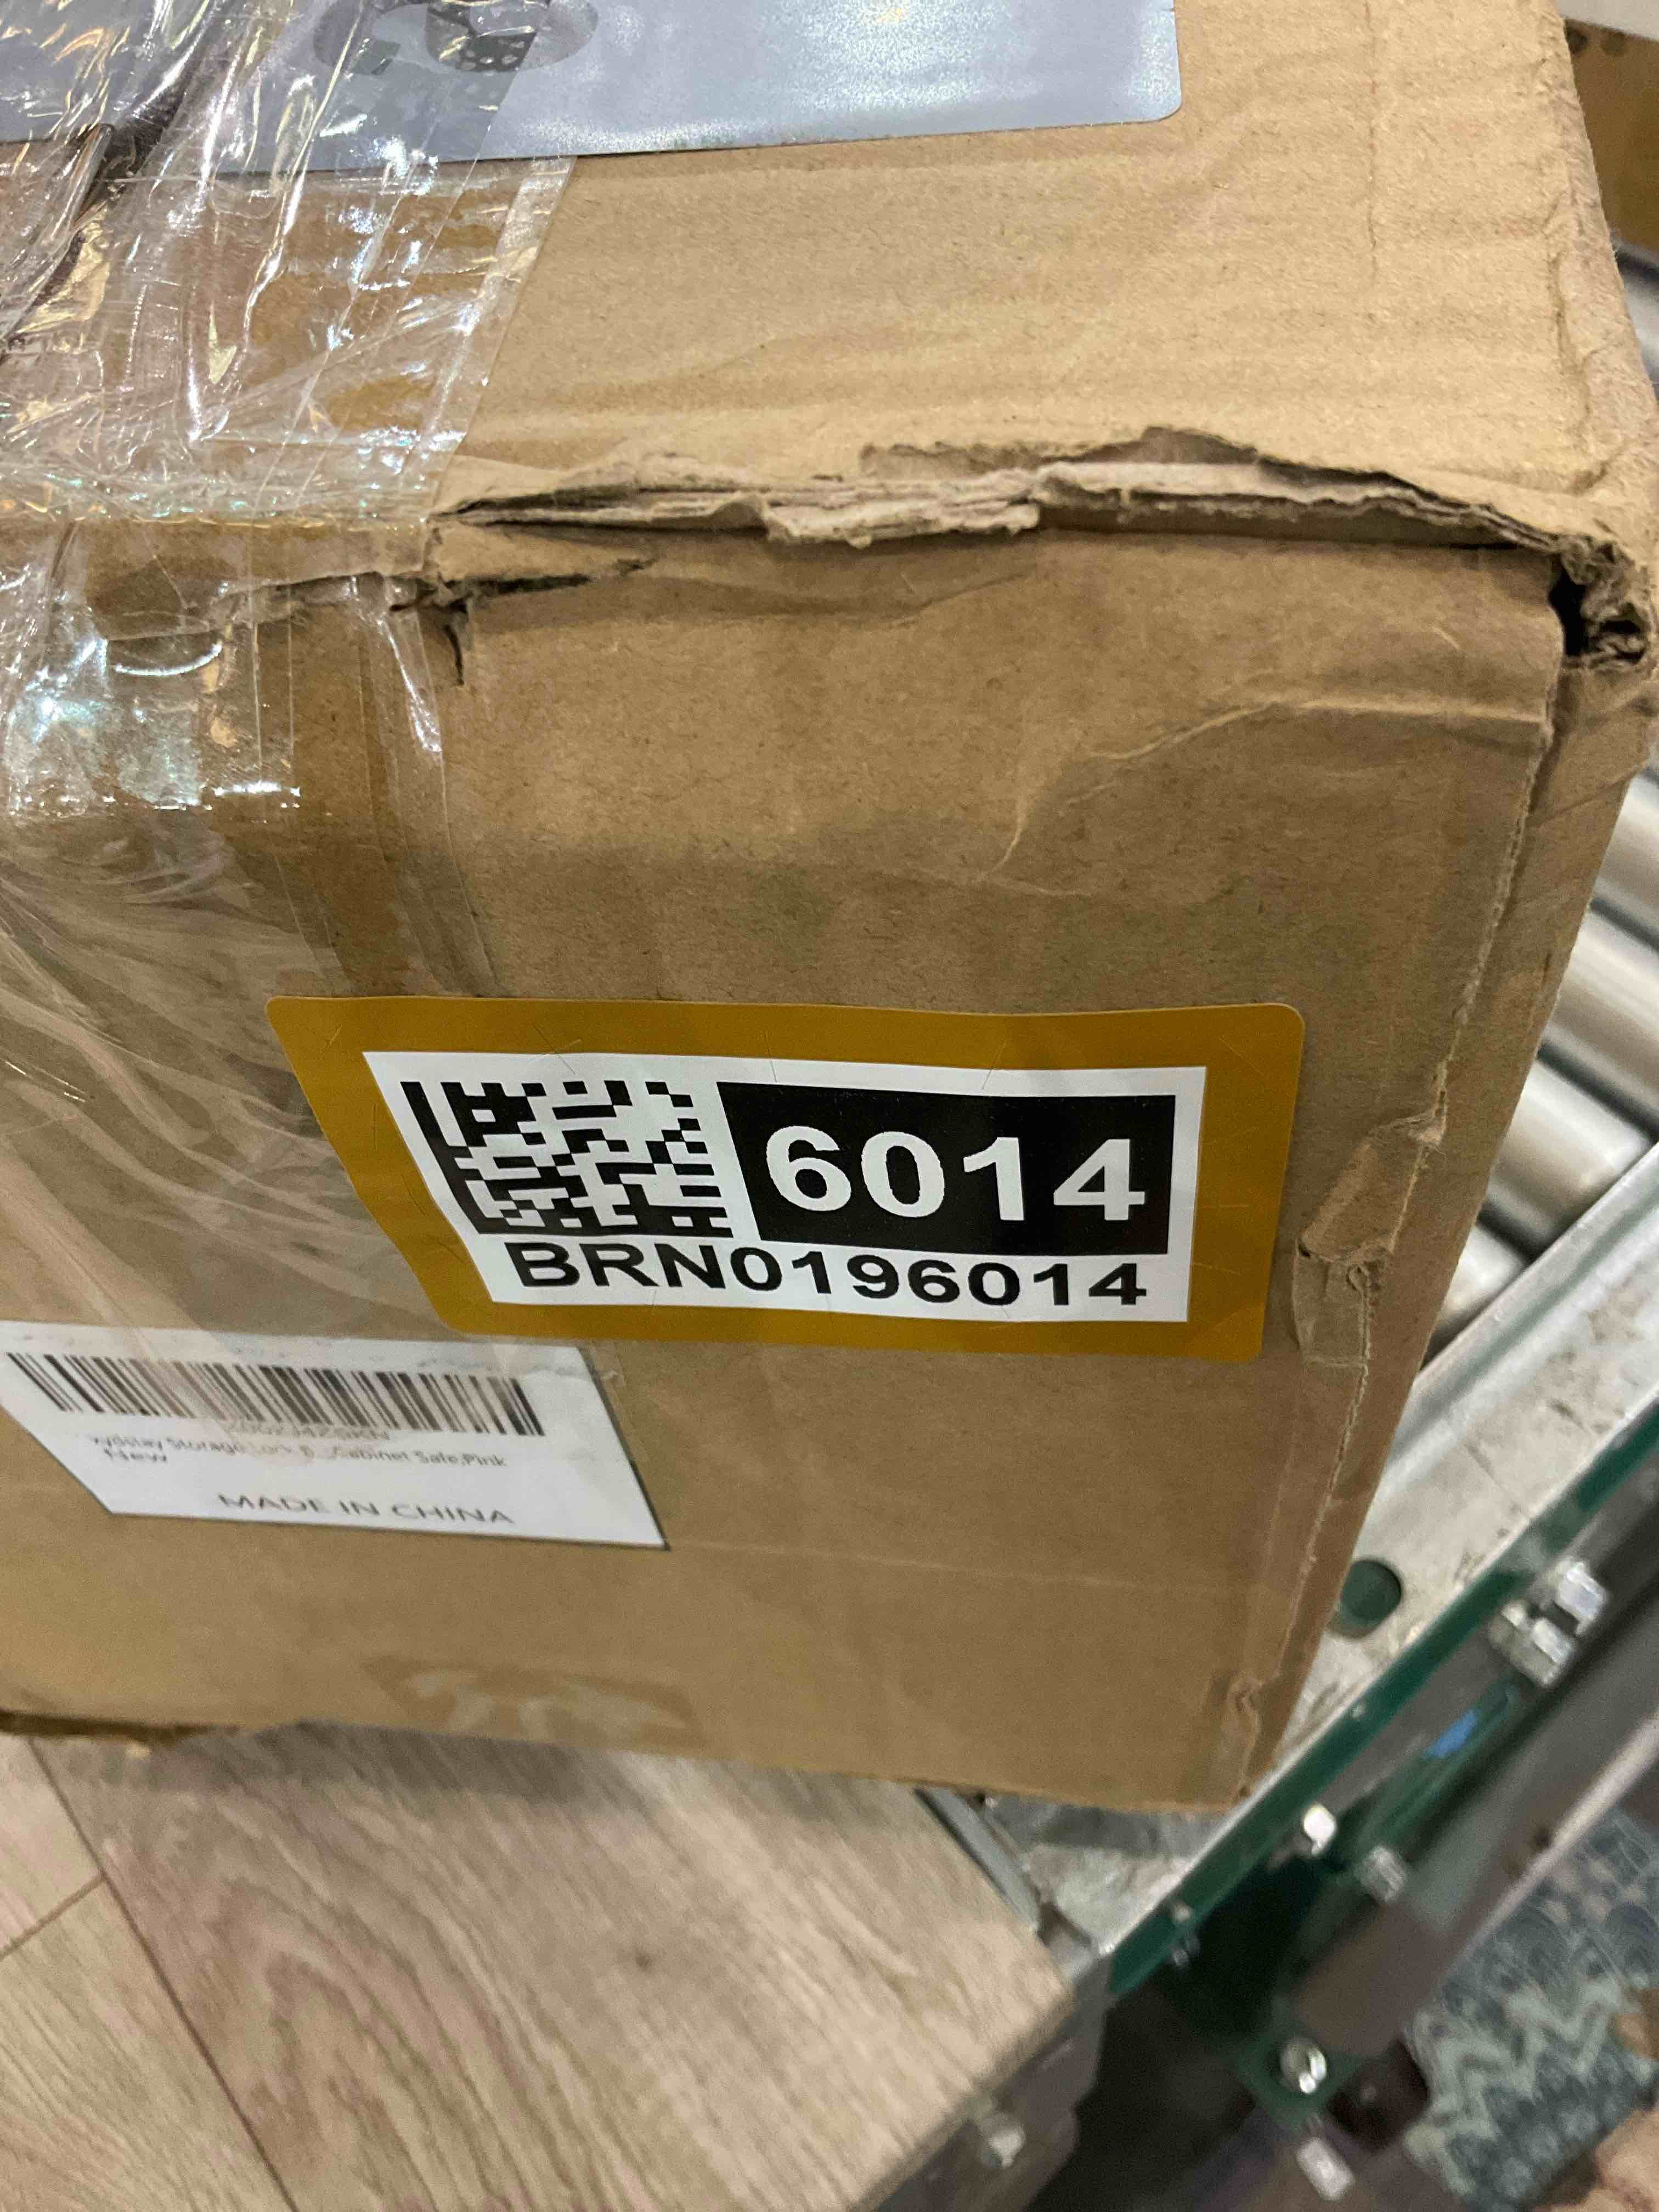 6014
BRN0196014
Storage Cabinet Safe,Pink
New
MADE IN CHINA